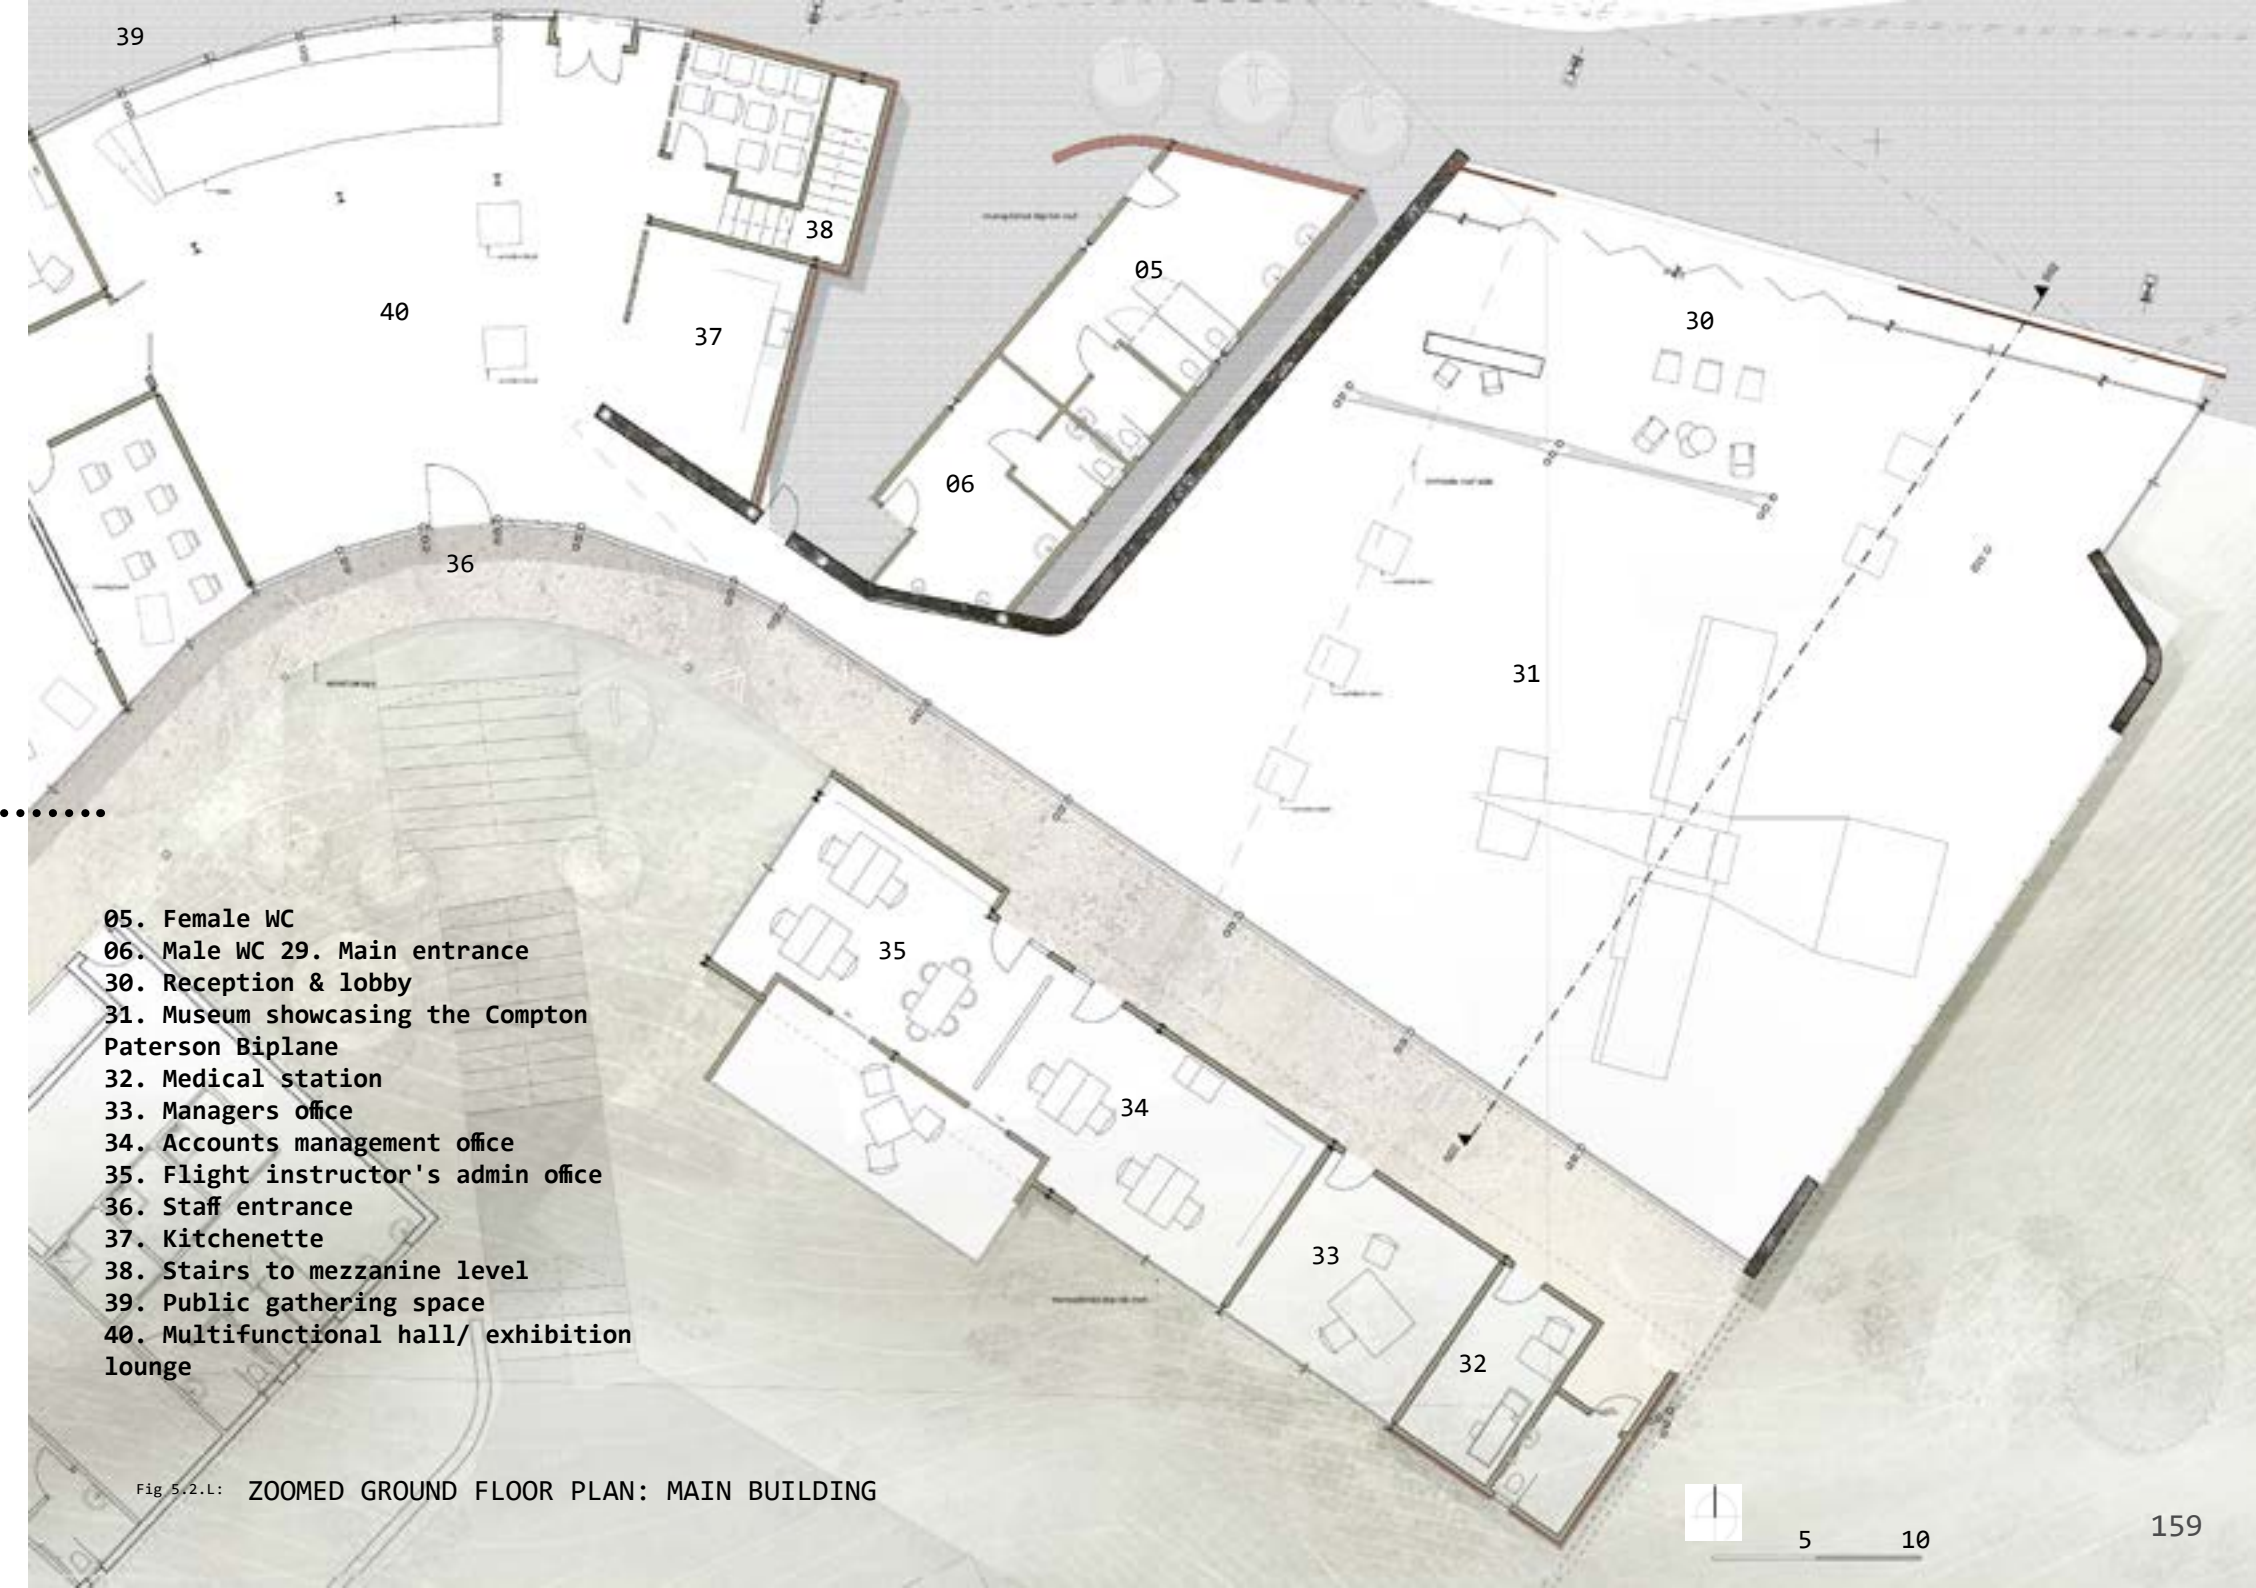 39
38
05
40
30
37
06
36
31
35
34
33
32
05. Female WC
06. Male WC 29. Main entrance
30. Reception & lobby
31. Museum showcasing the Compton
Paterson Biplane
32. Medical station
33. Managers office
34. Accounts management office
35. Flight instructor's admin office
36. Staff entrance
37. Kitchenette
38. Stairs to mezzanine level
39. Public gathering space
40. Multifunctional hall/ exhibition
lounge
Fig 5.2.L: ZOOMED GROUND FLOOR PLAN: MAIN BUILDING
5 10
159